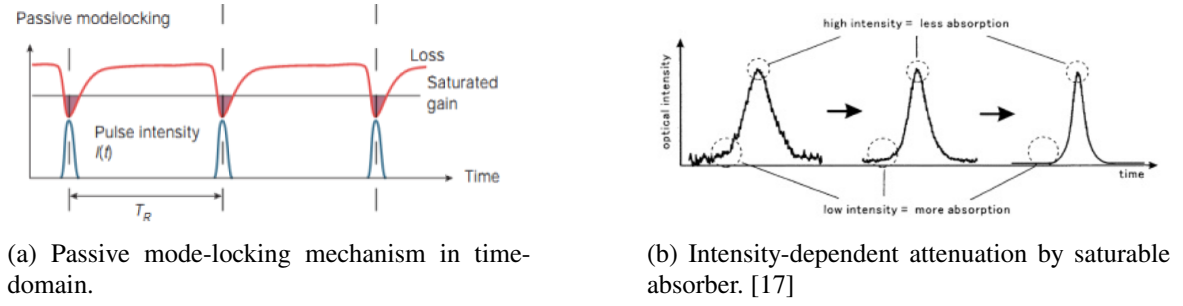 Passive modelocking
Loss
Saturated
gain
Pulse intensity
I(t)
Time
T_R
high intensity = less absorption
optical intensity
time
low intensity = more absorption
(a) Passive mode-locking mechanism in time-
domain.
(b) Intensity-dependent attenuation by saturable
absorber. [17]